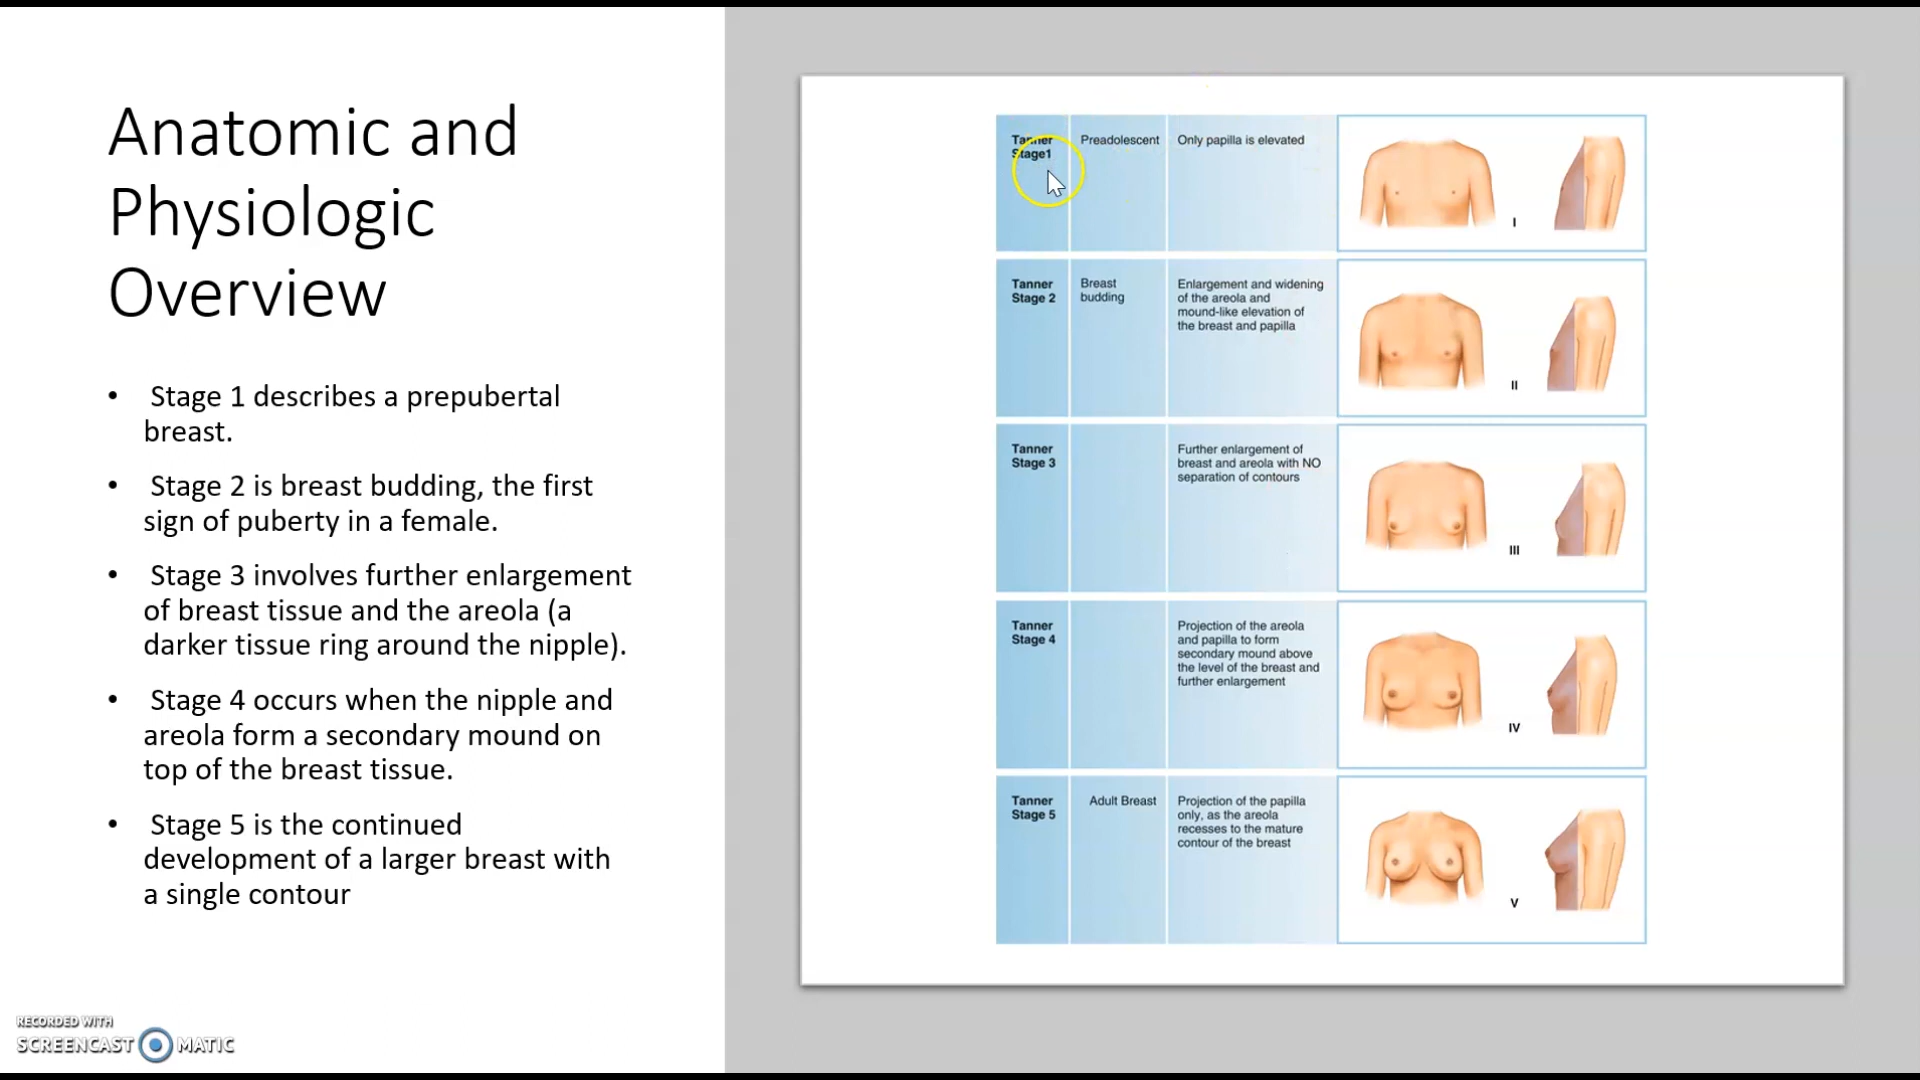 Anatomic and
Physiologic
Overview
• Stage 1 describes a prepubertal
breast.
• Stage 2 is breast budding, the first
sign of puberty in a female.
• Stage 3 involves further enlargement
of breast tissue and the areola (a
darker tissue ring around the nipple).
• Stage 4 occurs when the nipple and
areola form a secondary mound on
top of the breast tissue.
• Stage 5 is the continued
development of a larger breast with
a single contour
Tanner
Stage1
Preadolescent
Only papilla is elevated
I
Tanner
Stage 2
Breast
budding
Enlargement and widening
of the areola and
mound-like elevation of
the breast and papilla
II
Tanner
Stage 3
Further enlargement of
breast and areola with NO
separation of contours
III
Tanner
Stage 4
Projection of the areola
and papilla to form
secondary mound above
the level of the breast and
further enlargement
IV
Tanner
Stage 5
Adult Breast
Projection of the papilla
only, as the areola
recesses to the mature
contour of the breast
V
RECORDED WITH
SCREENCAST MATIC